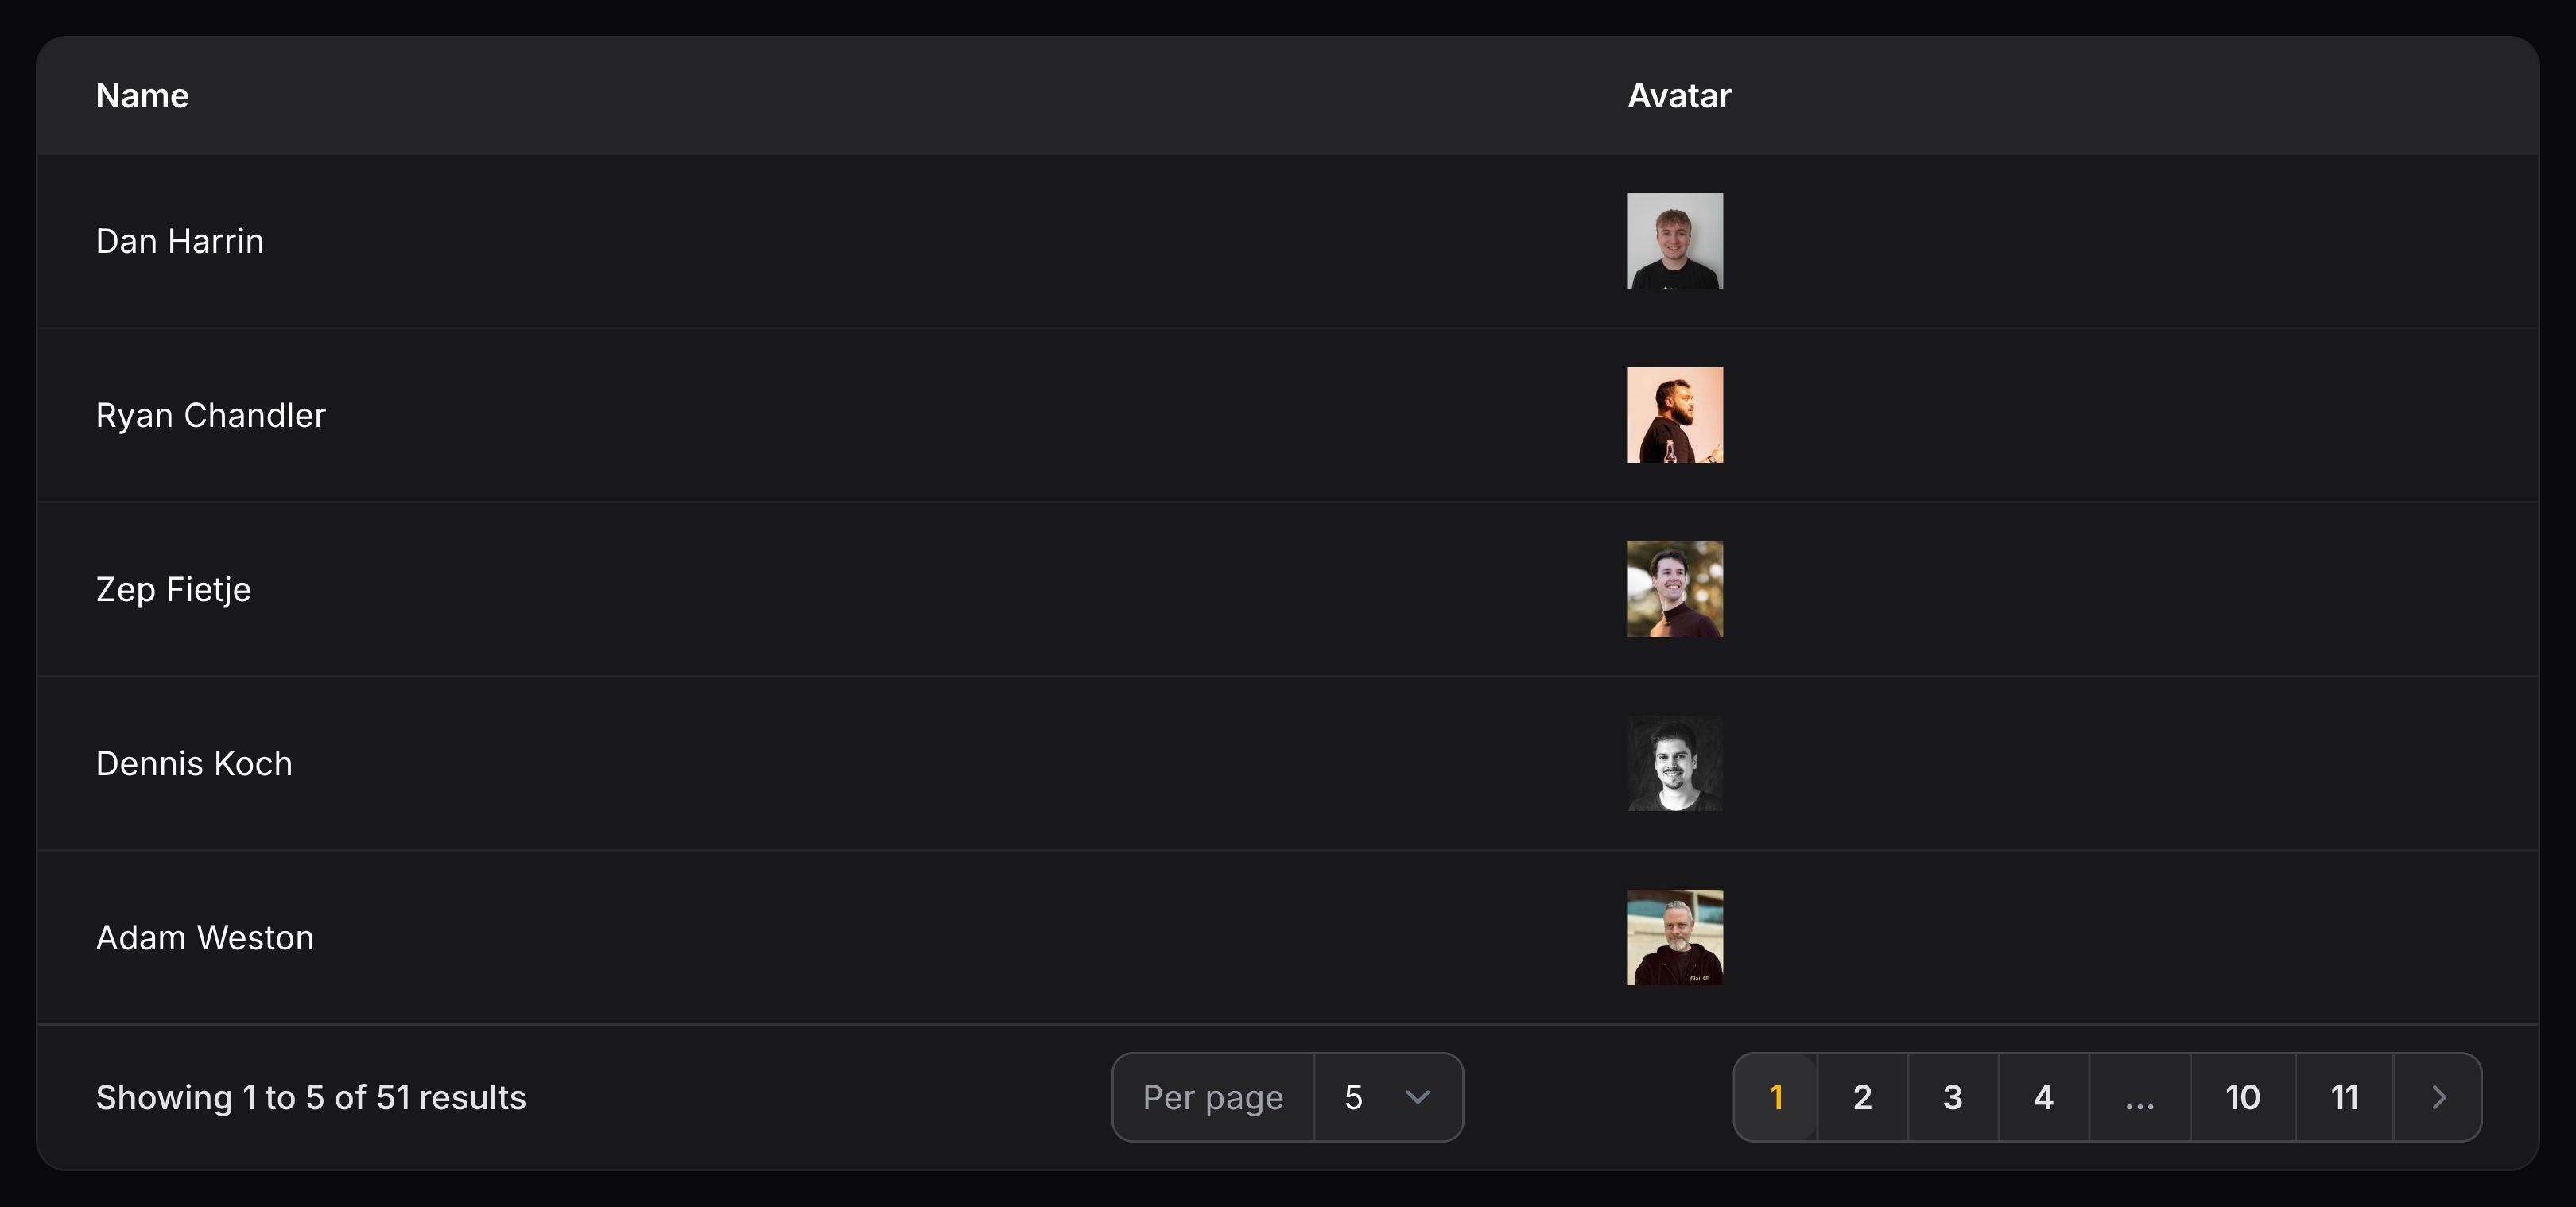 Name Avatar
Dan Harrin
Ryan Chandler
Zep Fietje
Dennis Koch
Adam Weston
Showing 1 to 5 of 51 results Per page 5 1 2 3 4 ... 10 11